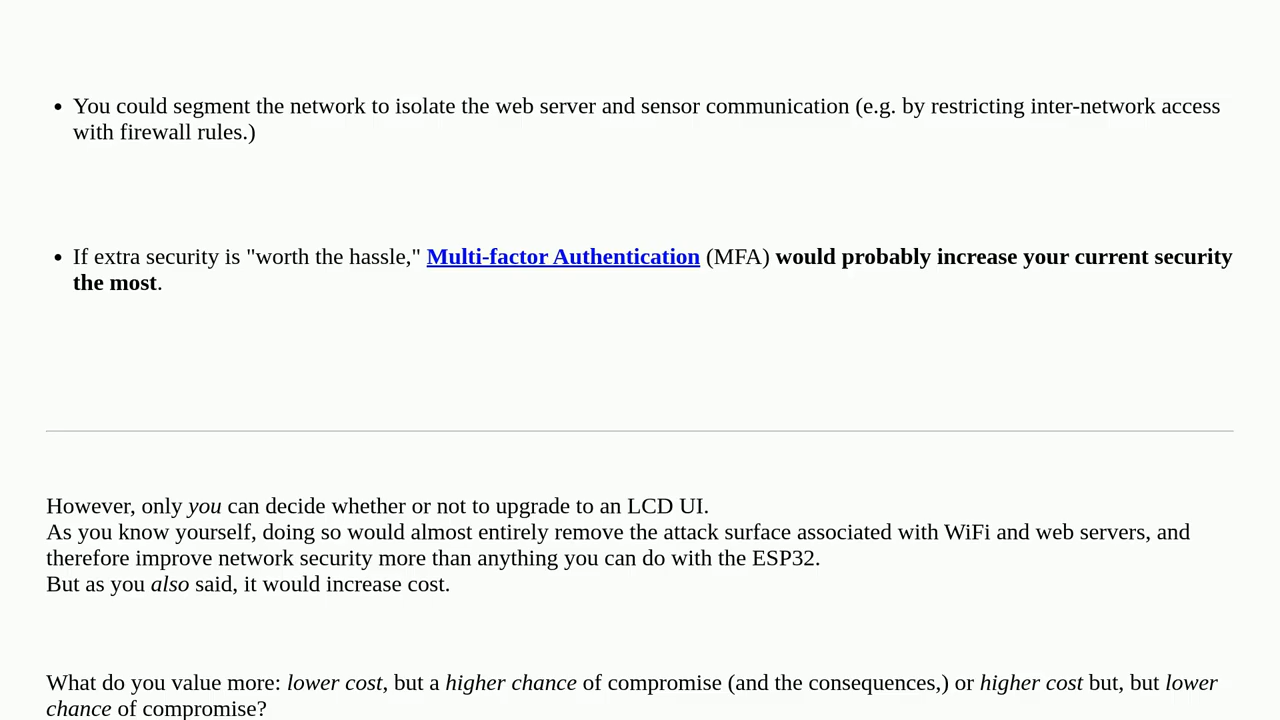 You could segment the network to isolate the web server and sensor communication (e.g. by restricting inter-network access
with firewall rules.)
If extra security is "worth the hassle," Multi-factor Authentication (MFA) would probably increase your current security
the most.
However, only you can decide whether or not to upgrade to an LCD UI.
As you know yourself, doing so would almost entirely remove the attack surface associated with WiFi and web servers, and
therefore improve network security more than anything you can do with the ESP32.
But as you also said, it would increase cost.
What do you value more: lower cost, but a higher chance of compromise (and the consequences,) or higher cost but, but lower
chance of compromise?